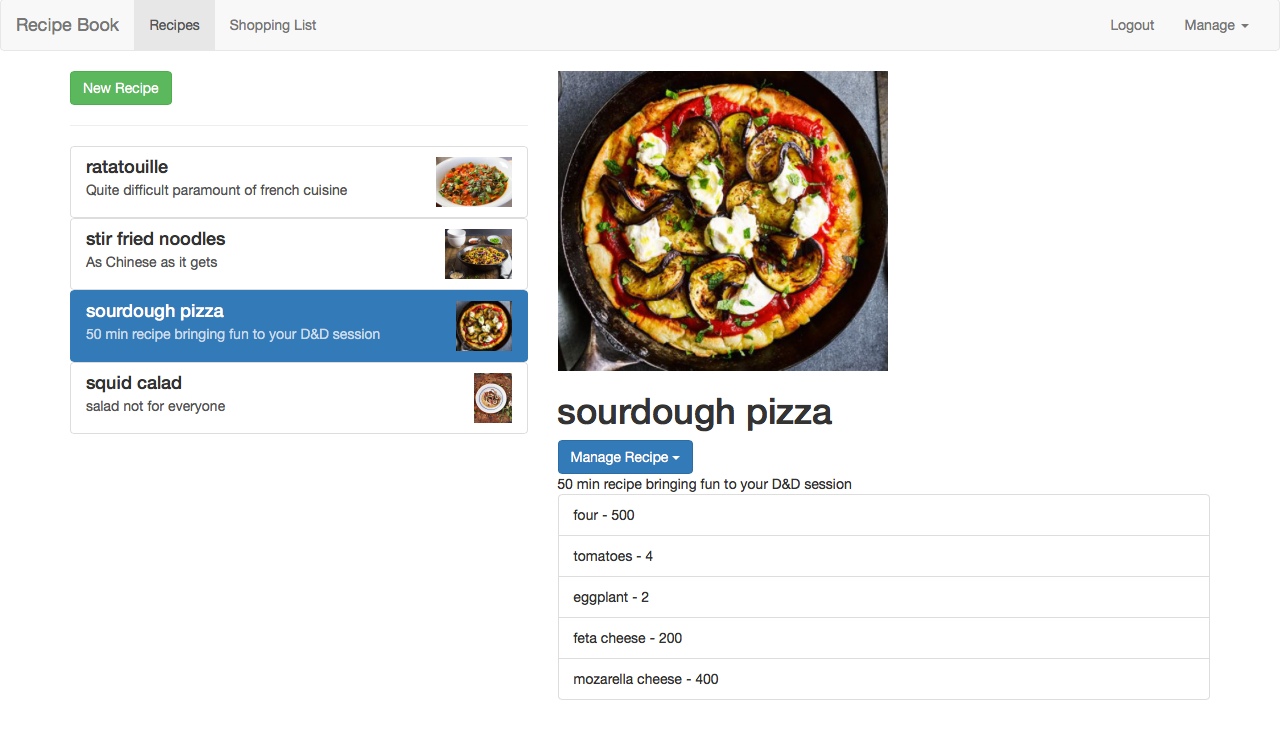 Recipe Book Recipes Shopping List Logout Manage
New Recipe
ratatouille
Quite difficult paramount of french cuisine
stir fried noodles
As Chinese as it gets
sourdough pizza
50 min recipe bringing fun to your D&D session
squid calad
salad not for everyone
sourdough pizza
Manage Recipe
50 min recipe bringing fun to your D&D session
four - 500
tomatoes - 4
eggplant - 2
feta cheese - 200
mozarella cheese - 400